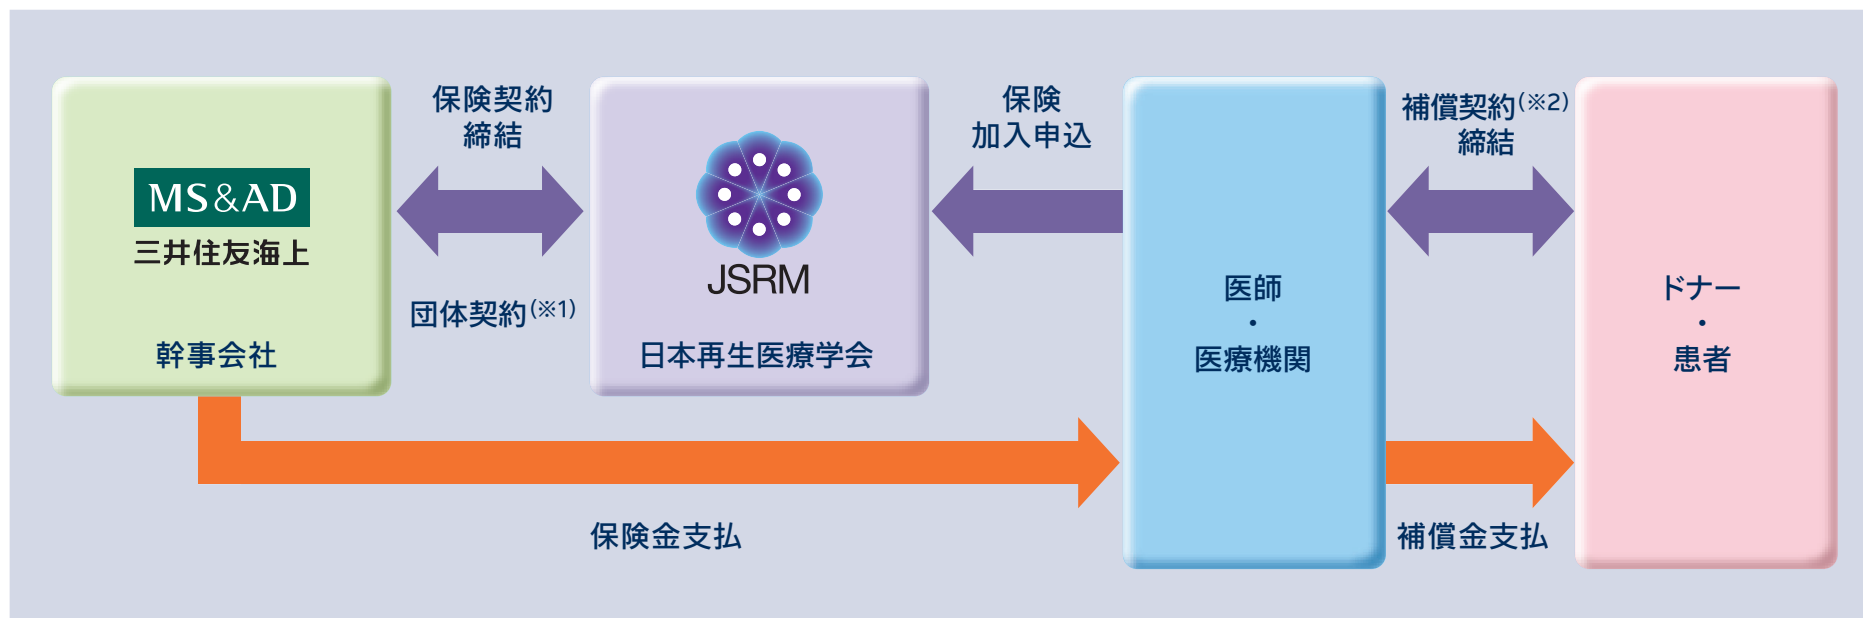 MS&AD
三井住友海上
幹事会社
保険契約
締結
団体契約(※1)
JSRM
日本再生医療学会
保険
加入申込
医師
・
医療機関
補償契約(※2)
締結
ドナー
・
患者
保険金支払
補償金支払